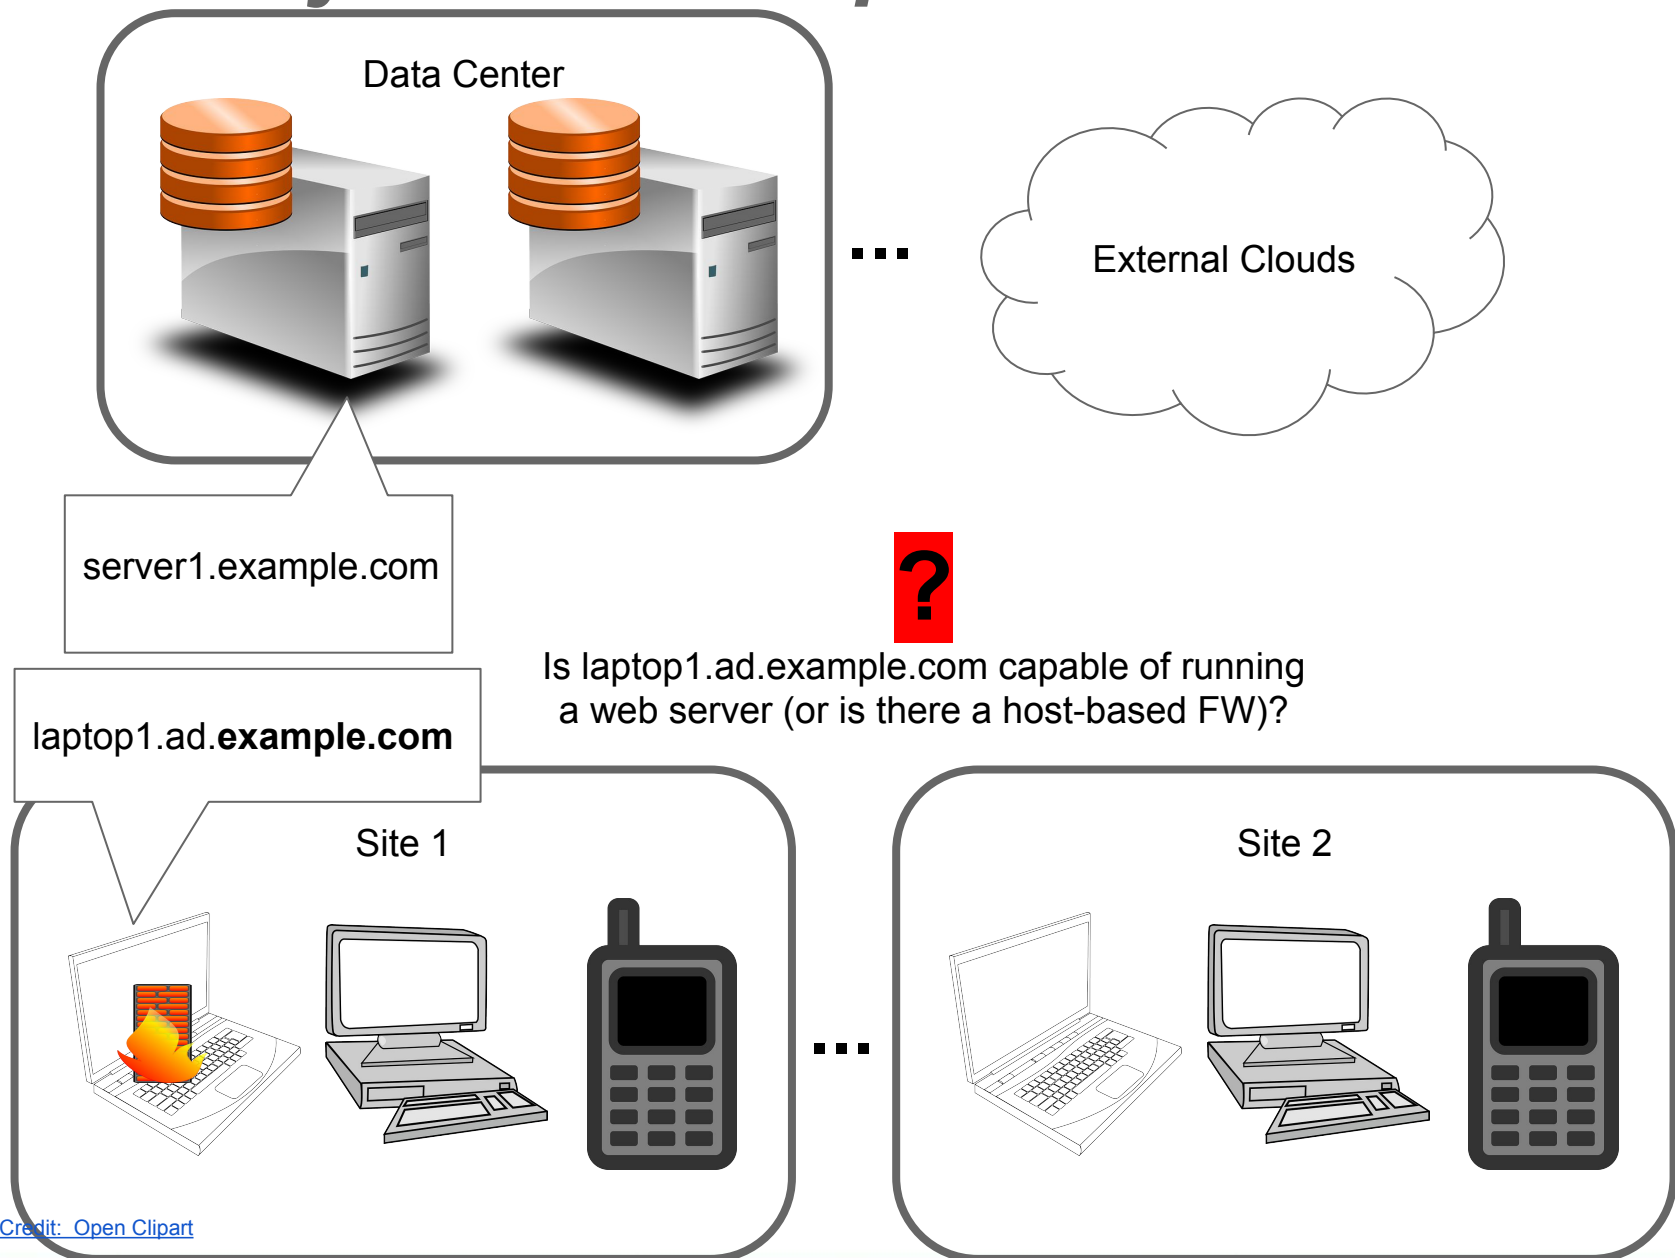 Data Center
External Clouds
server1.example.com
?
Is laptop1.ad.example.com capable of running
a web server (or is there a host-based FW)?
laptop1.ad.example.com
Site 1
Site 2
Credit: Open Clipart